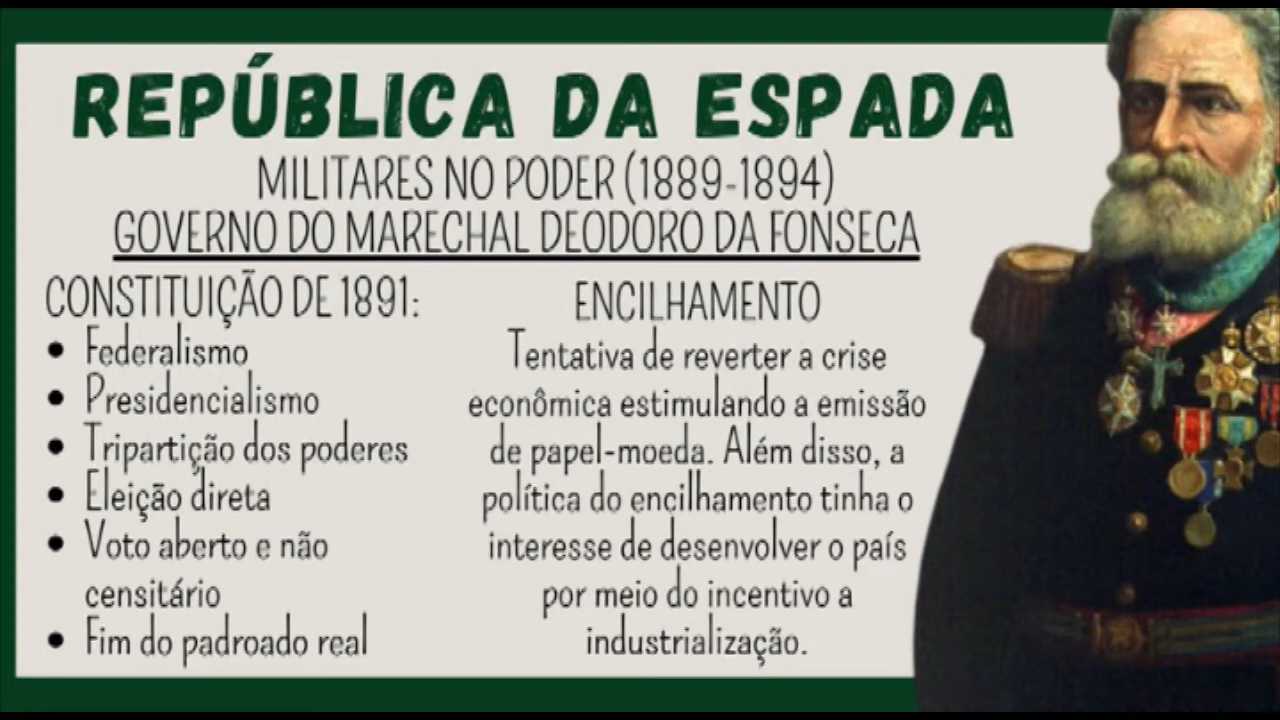 REPÚBLICA DA ESPADA
MILITARES NO PODER (1889-1894)
GOVERNO DO MARECHAL DEODORO DA FONSECA
CONSTITUIÇÃO DE 1891:
• Federalismo
• Presidencialismo
• Tripartição dos poderes
• Eleição direta
• Voto aberto e não
censitário
• Fim do padroado real
ENCILHAMENTO
Tentativa de reverter a crise
econômica estimulando a emissão
de papel-moeda. Além disso, a
política do encilhamento tinha o
interesse de desenvolver o país
por meio do incentivo a
industrialização.